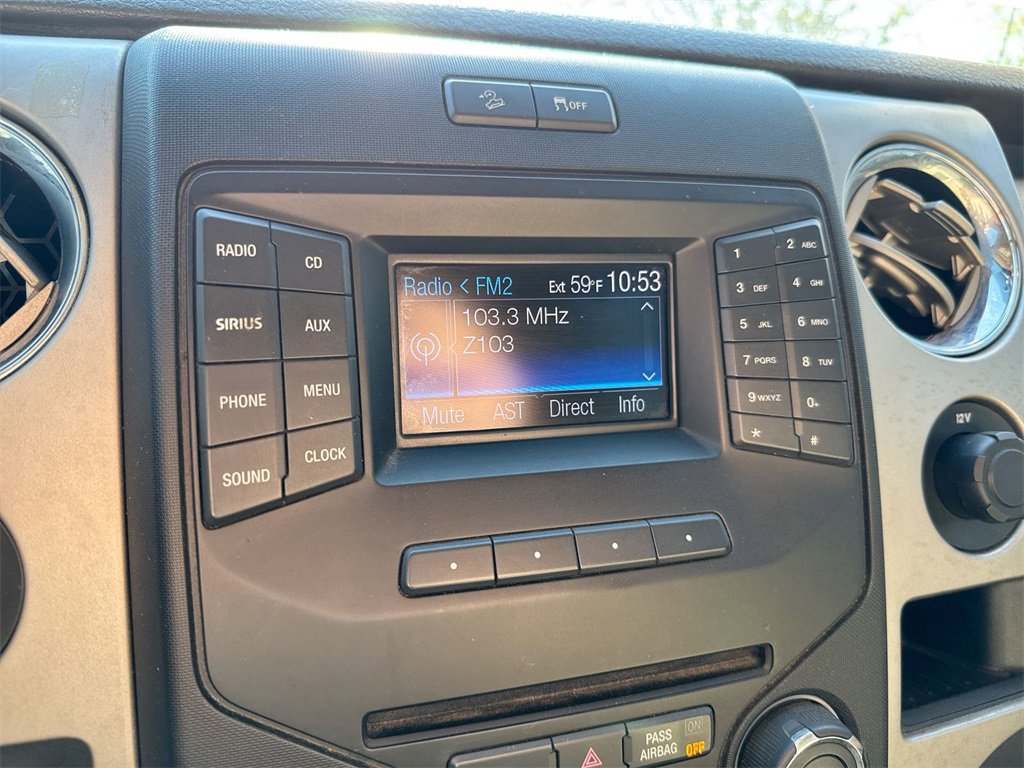 OFF
RADIO
CD
SIRIUS
AUX
PHONE
MENU
SOUND
CLOCK
Radio < FM2 Ext 59°F 10:53
103.3 MHz
Z103
Mute AST Direct Info
1
2 ABC
3 DEF
4 GHI
5 JKL
6 MNO
7 PQRS
8 TUV
9 WXYZ
0+
*
#
12V
PASS
AIRBAG
ON
OFF